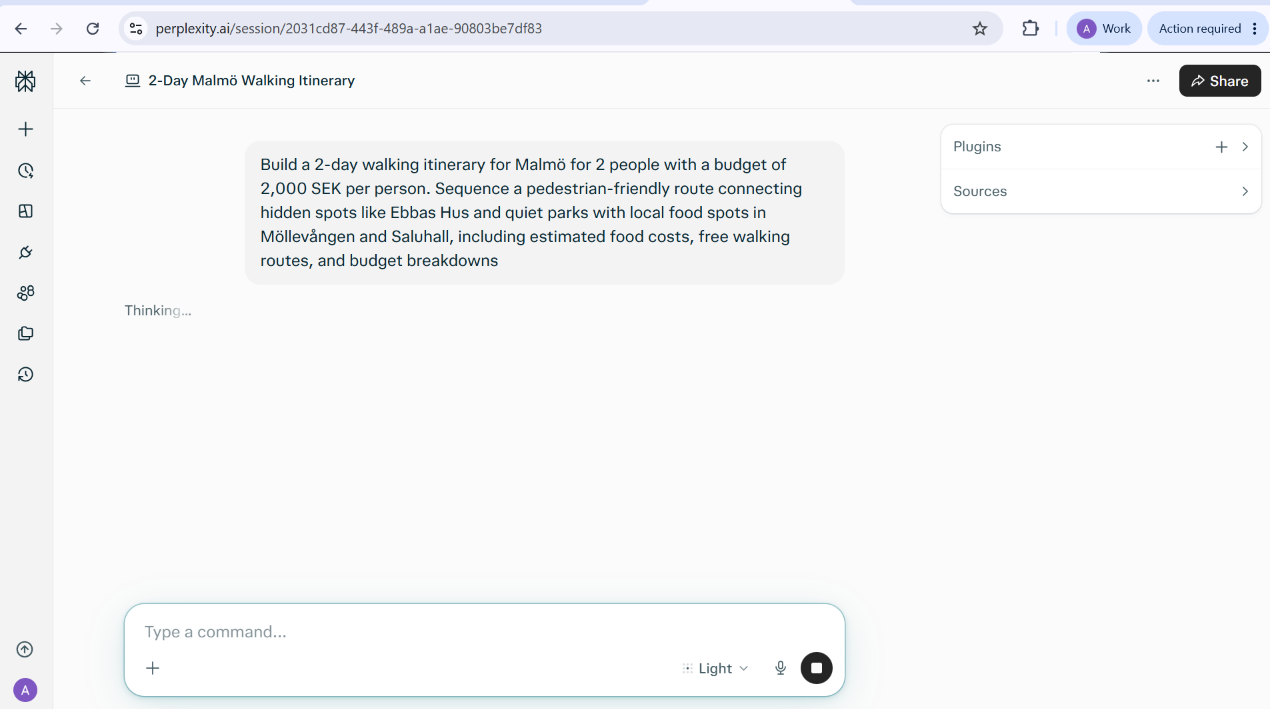 perplexity.ai/session/2031cd87-443f-489a-a1ae-90803be7df83
A
Work
Action required
2-Day Malmö Walking Itinerary
Share
Build a 2-day walking itinerary for Malmö for 2 people with a budget of
2,000 SEK per person. Sequence a pedestrian-friendly route connecting
hidden spots like Ebbas Hus and quiet parks with local food spots in
Möllevången and Saluhall, including estimated food costs, free walking
routes, and budget breakdowns
Plugins
Sources
Thinking...
Type a command...
Light
A